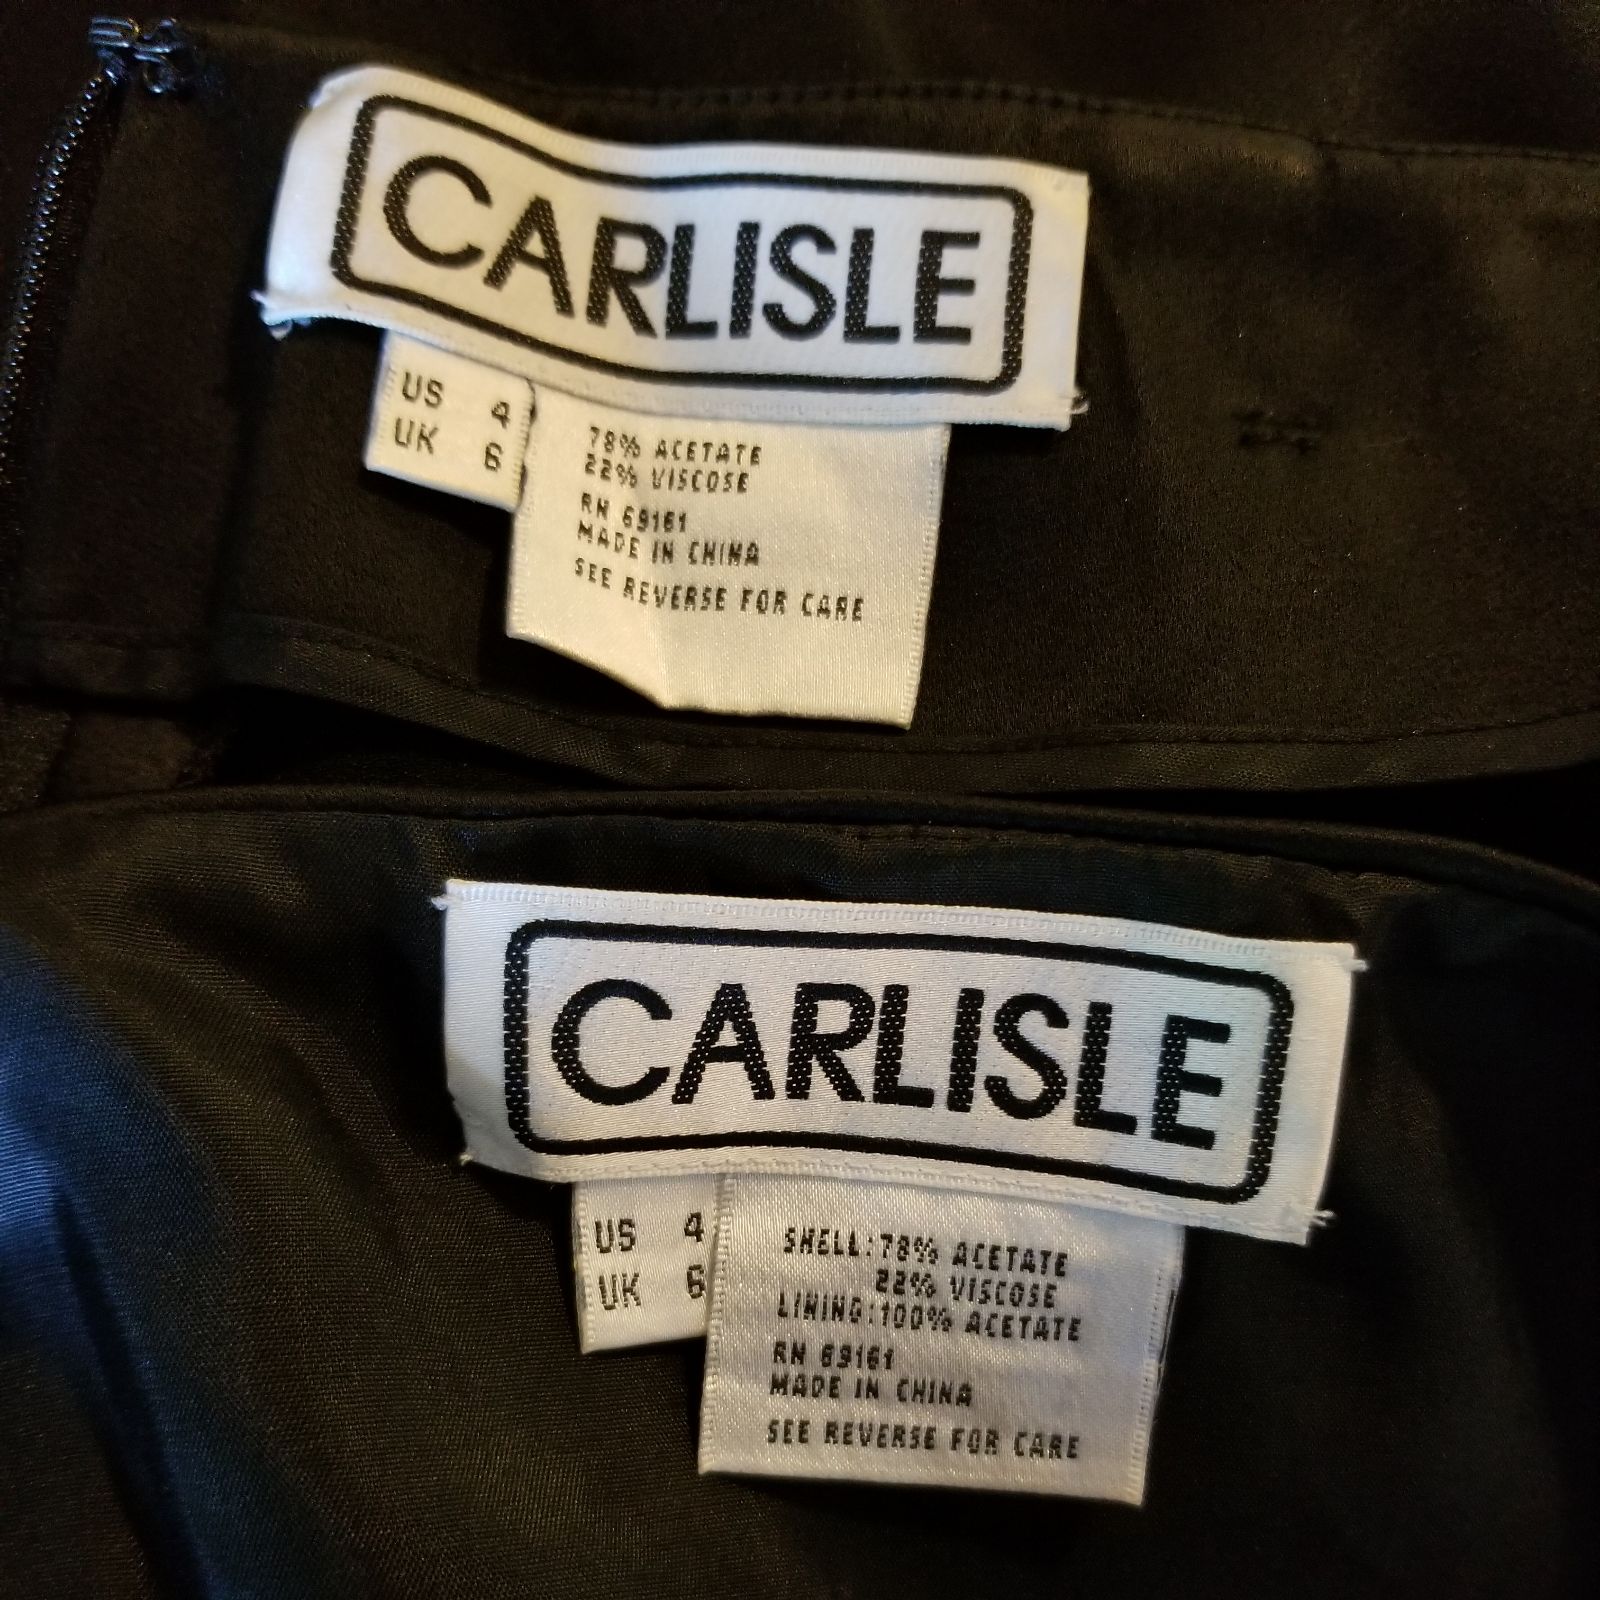 CARLISLE
US 4
UK 6
78% ACETATE
22% VISCOSE
RN 69161
MADE IN CHINA
SEE REVERSE FOR CARE
CARLISLE
US 4
UK 6
SHELL:78% ACETATE
22% VISCOSE
LINING:100% ACETATE
RN 69161
MADE IN CHINA
SEE REVERSE FOR CARE